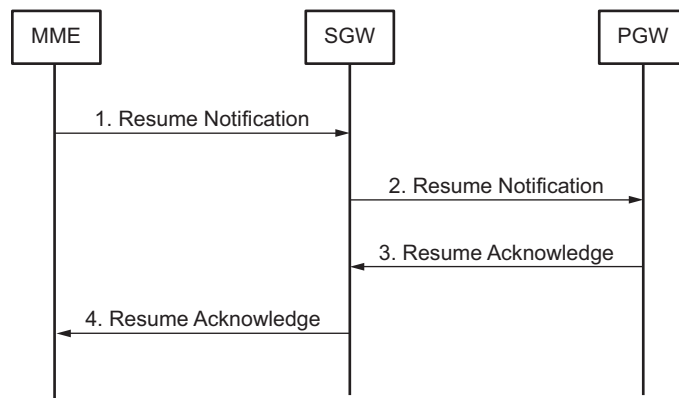 MME
SGW
PGW
1. Resume Notification
2. Resume Notification
3. Resume Acknowledge
4. Resume Acknowledge